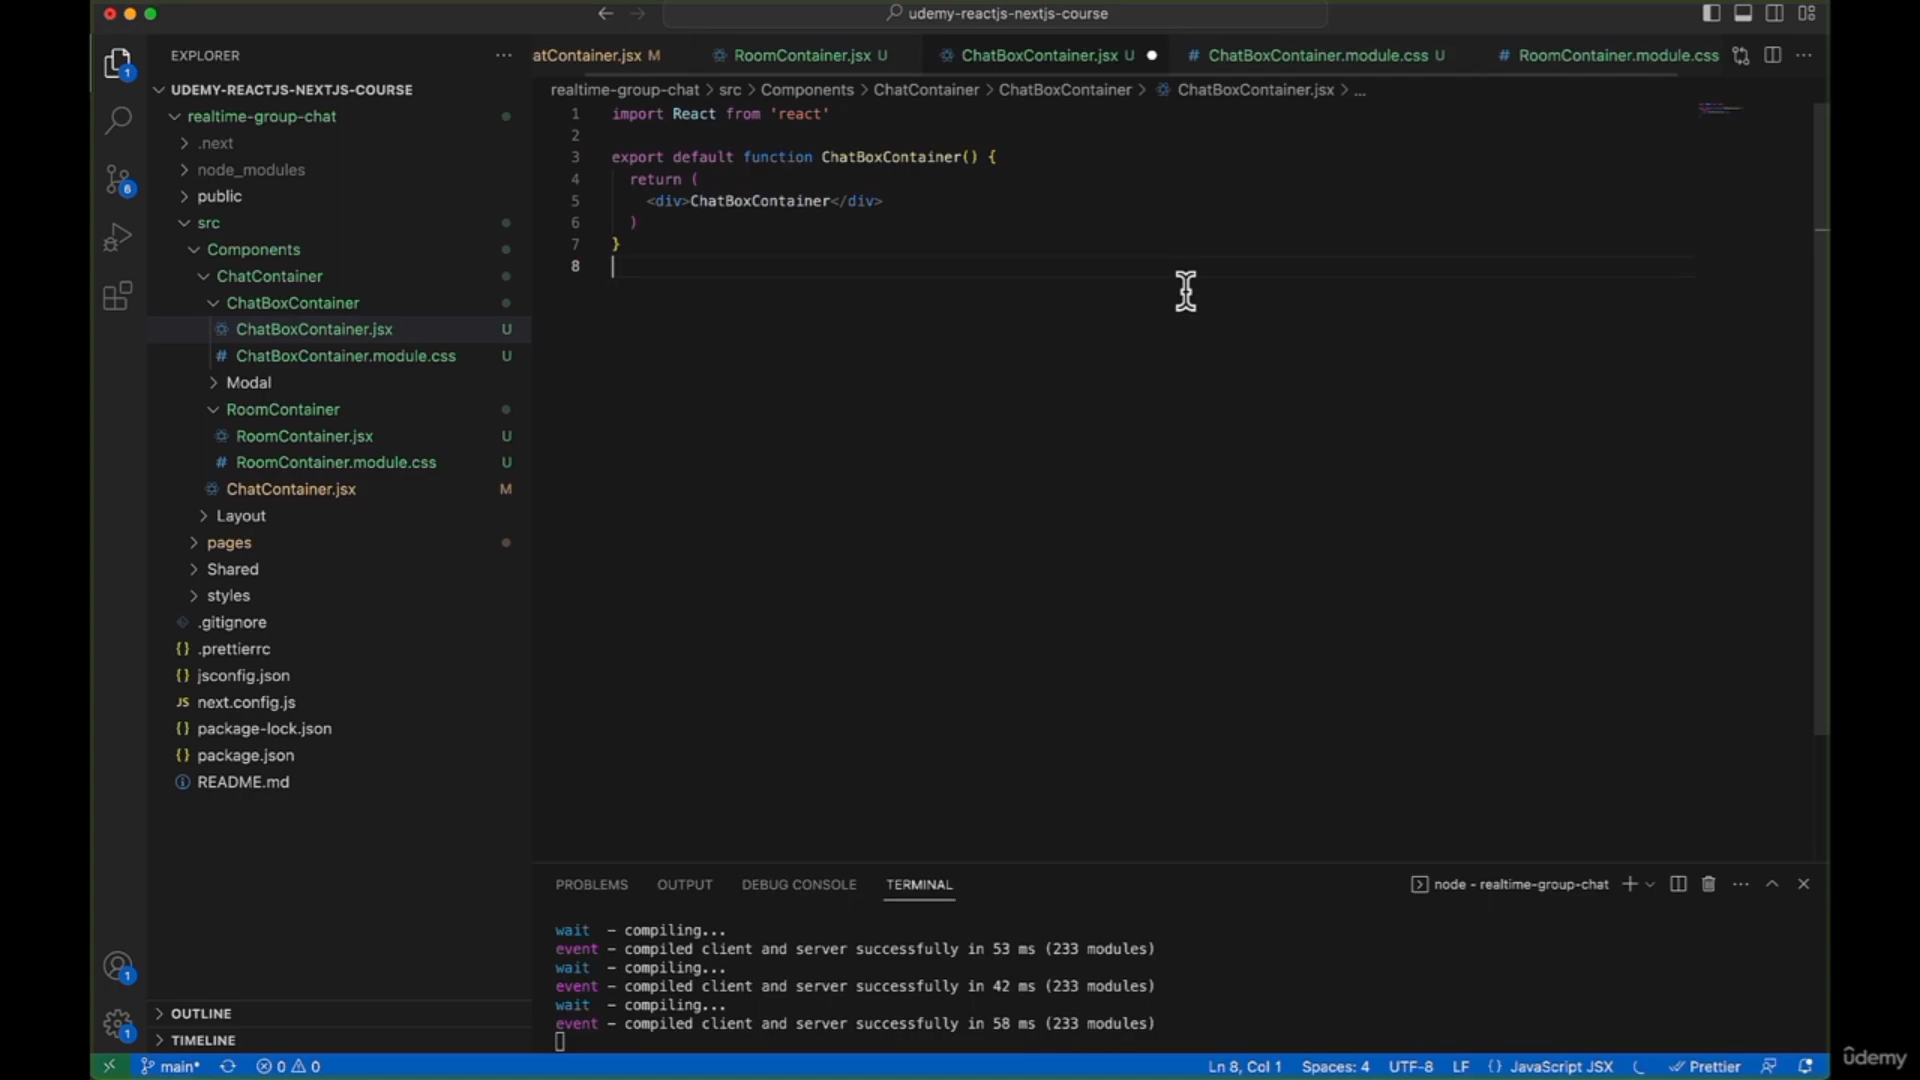 udemy-reactjs-nextjs-course
EXPLORER
atContainer.jsx M
RoomContainer.jsx U
ChatBoxContainer.jsx U
# ChatBoxContainer.module.css U
# RoomContainer.module.css
UDEMY-REACTJS-NEXTJS-COURSE
realtime-group-chat > src > Components > ChatContainer > ChatBoxContainer > ChatBoxContainer.jsx > ...
realtime-group-chat
.next
node_modules
public
src
Components
ChatContainer
ChatBoxContainer
ChatBoxContainer.jsx U
# ChatBoxContainer.module.css U
Modal
RoomContainer
RoomContainer.jsx U
# RoomContainer.module.css U
ChatContainer.jsx M
Layout
pages
Shared
styles
.gitignore
{} .prettierrc
{} jsconfig.json
JS next.config.js
{} package-lock.json
{} package.json
README.md
OUTLINE
TIMELINE
1 import React from 'react'
2
3 export default function ChatBoxContainer() {
4 return (
5 <div>ChatBoxContainer</div>
6 )
7 }
8
1
6
1
1
PROBLEMS OUTPUT DEBUG CONSOLE TERMINAL
node - realtime-group-chat
wait - compiling...
event - compiled client and server successfully in 53 ms (233 modules)
wait - compiling...
event - compiled client and server successfully in 42 ms (233 modules)
wait - compiling...
event - compiled client and server successfully in 58 ms (233 modules)
main* 0 0
Ln 8, Col 1 Spaces: 4 UTF-8 LF {} JavaScript JSX Prettier
ûdemy